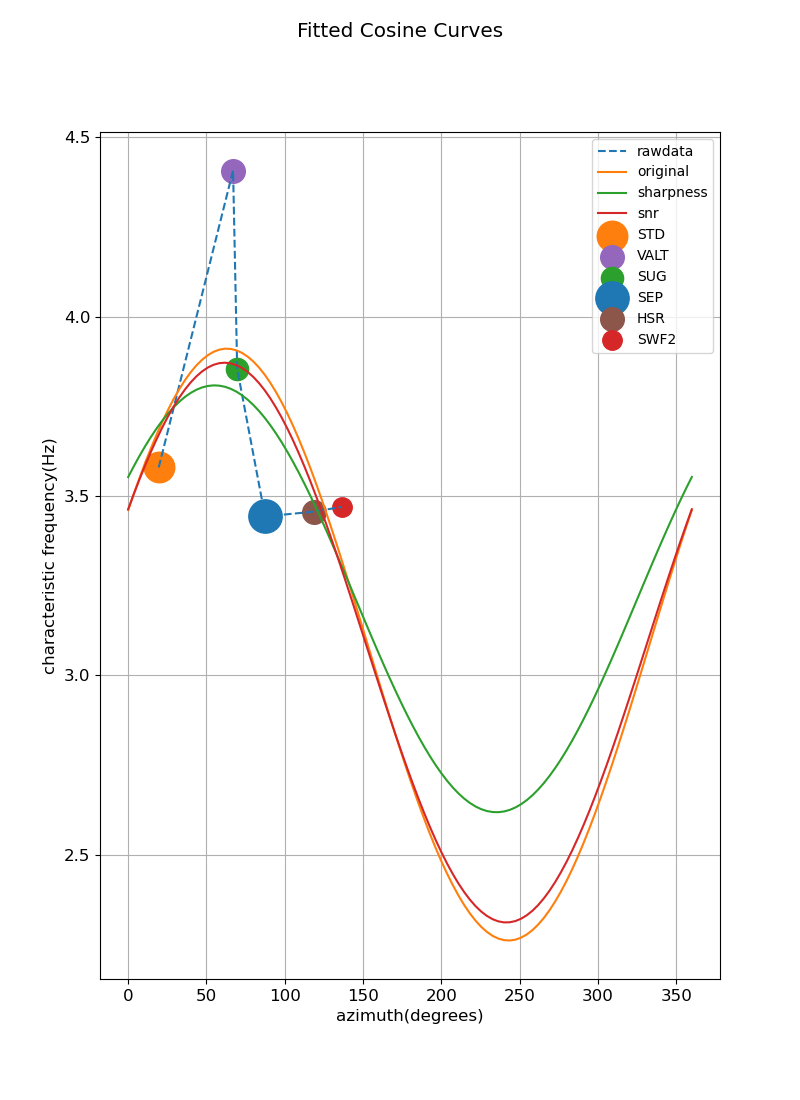 Fitted Cosine Curves
4.5
4.0
3.5
3.0
2.5
characteristic frequency(Hz)
rawdata
original
sharpness
snr
STD
VALT
SUG
SEP
HSR
SWF2
0 50 100 150 200 250 300 350
azimuth(degrees)